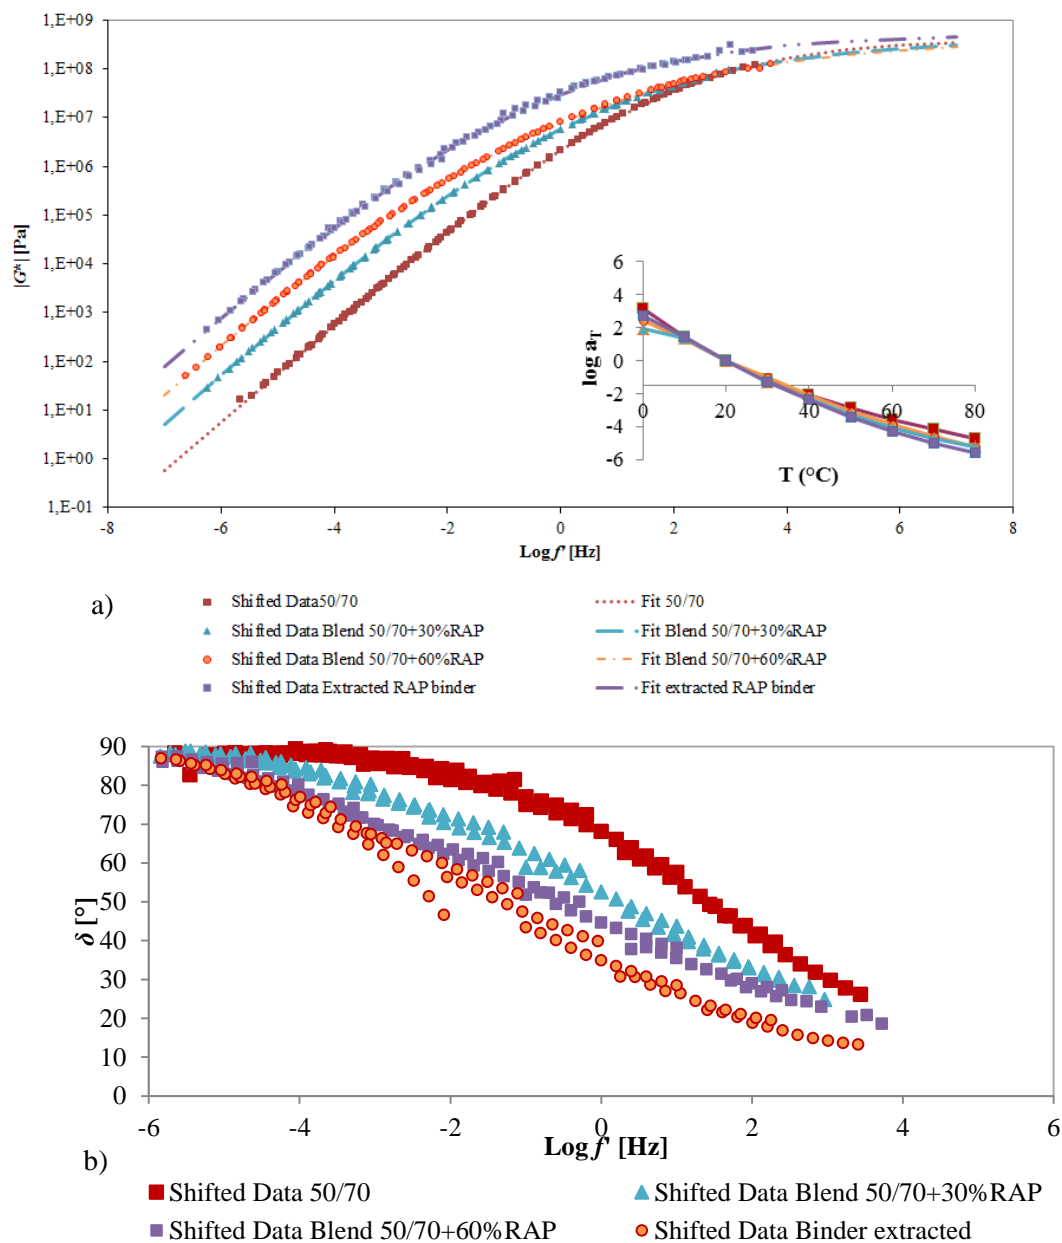 1,E+09
1,E+08
1,E+07
1,E+06
1,E+05
1,E+04
1,E+03
1,E+02
1,E+01
1,E+00
1,E-01
|G*| [Pa]
-8 -6 -4 -2 0 2 4 6 8
Log f' [Hz]
6
4
2
0
-2
-4
-6
log aT
0 20 40 60 80
T (°C)
a)
Shifted Data50/70 Fit 50/70
Shifted Data Blend 50/70+30%RAP Fit Blend 50/70+30%RAP
Shifted Data Blend 50/70+60%RAP Fit Blend 50/70+60%RAP
Shifted Data Extracted RAP binder Fit extracted RAP binder
90
80
70
60
50
40
30
20
10
0
δ [°]
-6 -4 -2 0 2 4 6
Log f' [Hz]
b)
Shifted Data 50/70 Shifted Data Blend 50/70+30%RAP
Shifted Data Blend 50/70+60%RAP Shifted Data Binder extracted